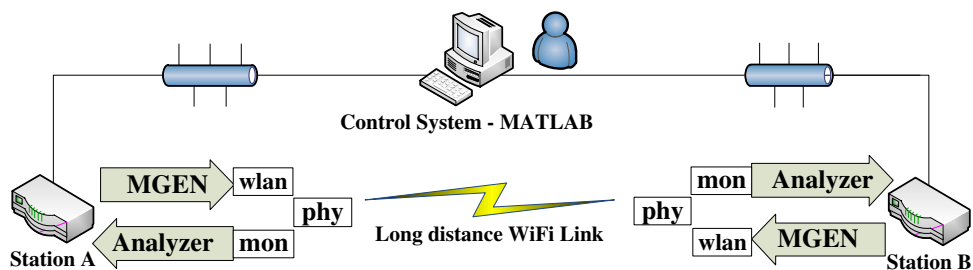 Control System - MATLAB
MGEN
wlan
mon
Analyzer
phy
phy
Analyzer
mon
Long distance WiFi Link
wlan
MGEN
Station A
Station B